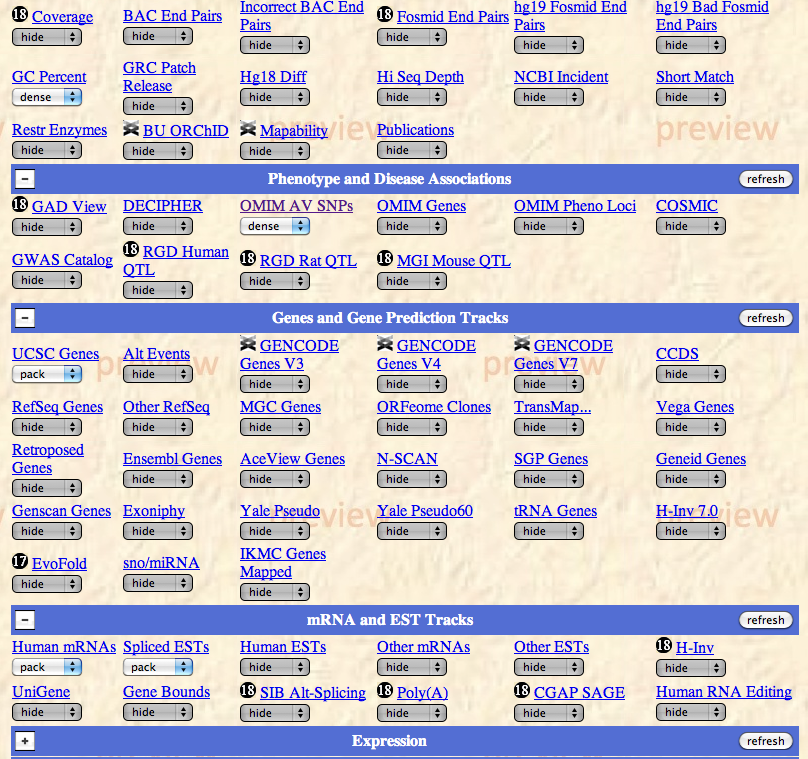 18 Coverage BAC End Pairs Incorrect BAC End Pairs 18 Fosmid End Pairs hg19 Fosmid End Pairs hg19 Bad Fosmid End Pairs
hide hide hide hide hide hide
GC Percent GRC Patch Release Hg18 Diff Hi Seq Depth NCBI Incident Short Match
dense hide hide hide hide hide
Restr Enzymes BU ORChID Mapability Publications
hide hide hide hide
preview preview
− Phenotype and Disease Associations refresh
18 GAD View DECIPHER OMIM AV SNPs OMIM Genes OMIM Pheno Loci COSMIC
hide hide dense hide hide hide
GWAS Catalog 18 RGD Human QTL 18 RGD Rat QTL 18 MGI Mouse QTL
hide hide hide hide
− Genes and Gene Prediction Tracks refresh
UCSC Genes Alt Events GENCODE Genes V3 GENCODE Genes V4 GENCODE Genes V7 CCDS
pack hide hide hide hide hide
preview preview
RefSeq Genes Other RefSeq MGC Genes ORFeome Clones TransMap... Vega Genes
hide hide hide hide hide hide
Retroposed Genes Ensembl Genes AceView Genes N-SCAN SGP Genes Geneid Genes
hide hide hide hide hide hide
Genscan Genes Exoniphy Yale Pseudo Yale Pseudo60 tRNA Genes H-Inv 7.0
hide hide hide hide hide hide
preview preview
17 EvoFold sno/miRNA IKMC Genes Mapped
hide hide hide
− mRNA and EST Tracks refresh
Human mRNAs Spliced ESTs Human ESTs Other mRNAs Other ESTs 18 H-Inv
pack pack hide hide hide hide
UniGene Gene Bounds 18 SIB Alt-Splicing 18 Poly(A) 18 CGAP SAGE Human RNA Editing
hide hide hide hide hide hide
+ Expression refresh